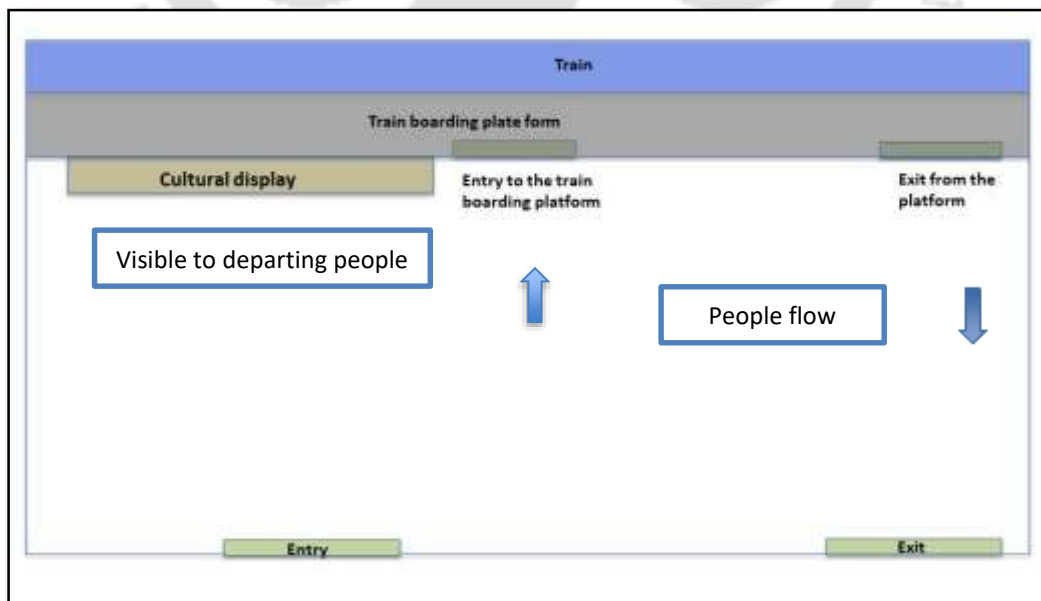 Train
Train boarding plate form
Cultural display
Entry to the train
boarding platform
Exit from the
platform
Visible to departing people
People flow
Entry
Exit